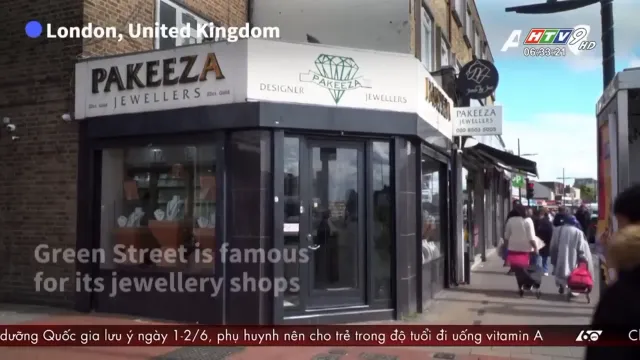 London, United Kingdom
A
HTV9 HD
06:33:21
PAKEEZA
JEWELLERS
DESIGNER
PAKEEZA
JEWELLERS
PAKEEZA
JEWELLERS
Green Street is famous
for its jewellery shops
dưỡng Quốc gia lưu ý ngày 1-2/6, phụ huynh nên cho trẻ trong độ tuổi đi uống vitamin A
60